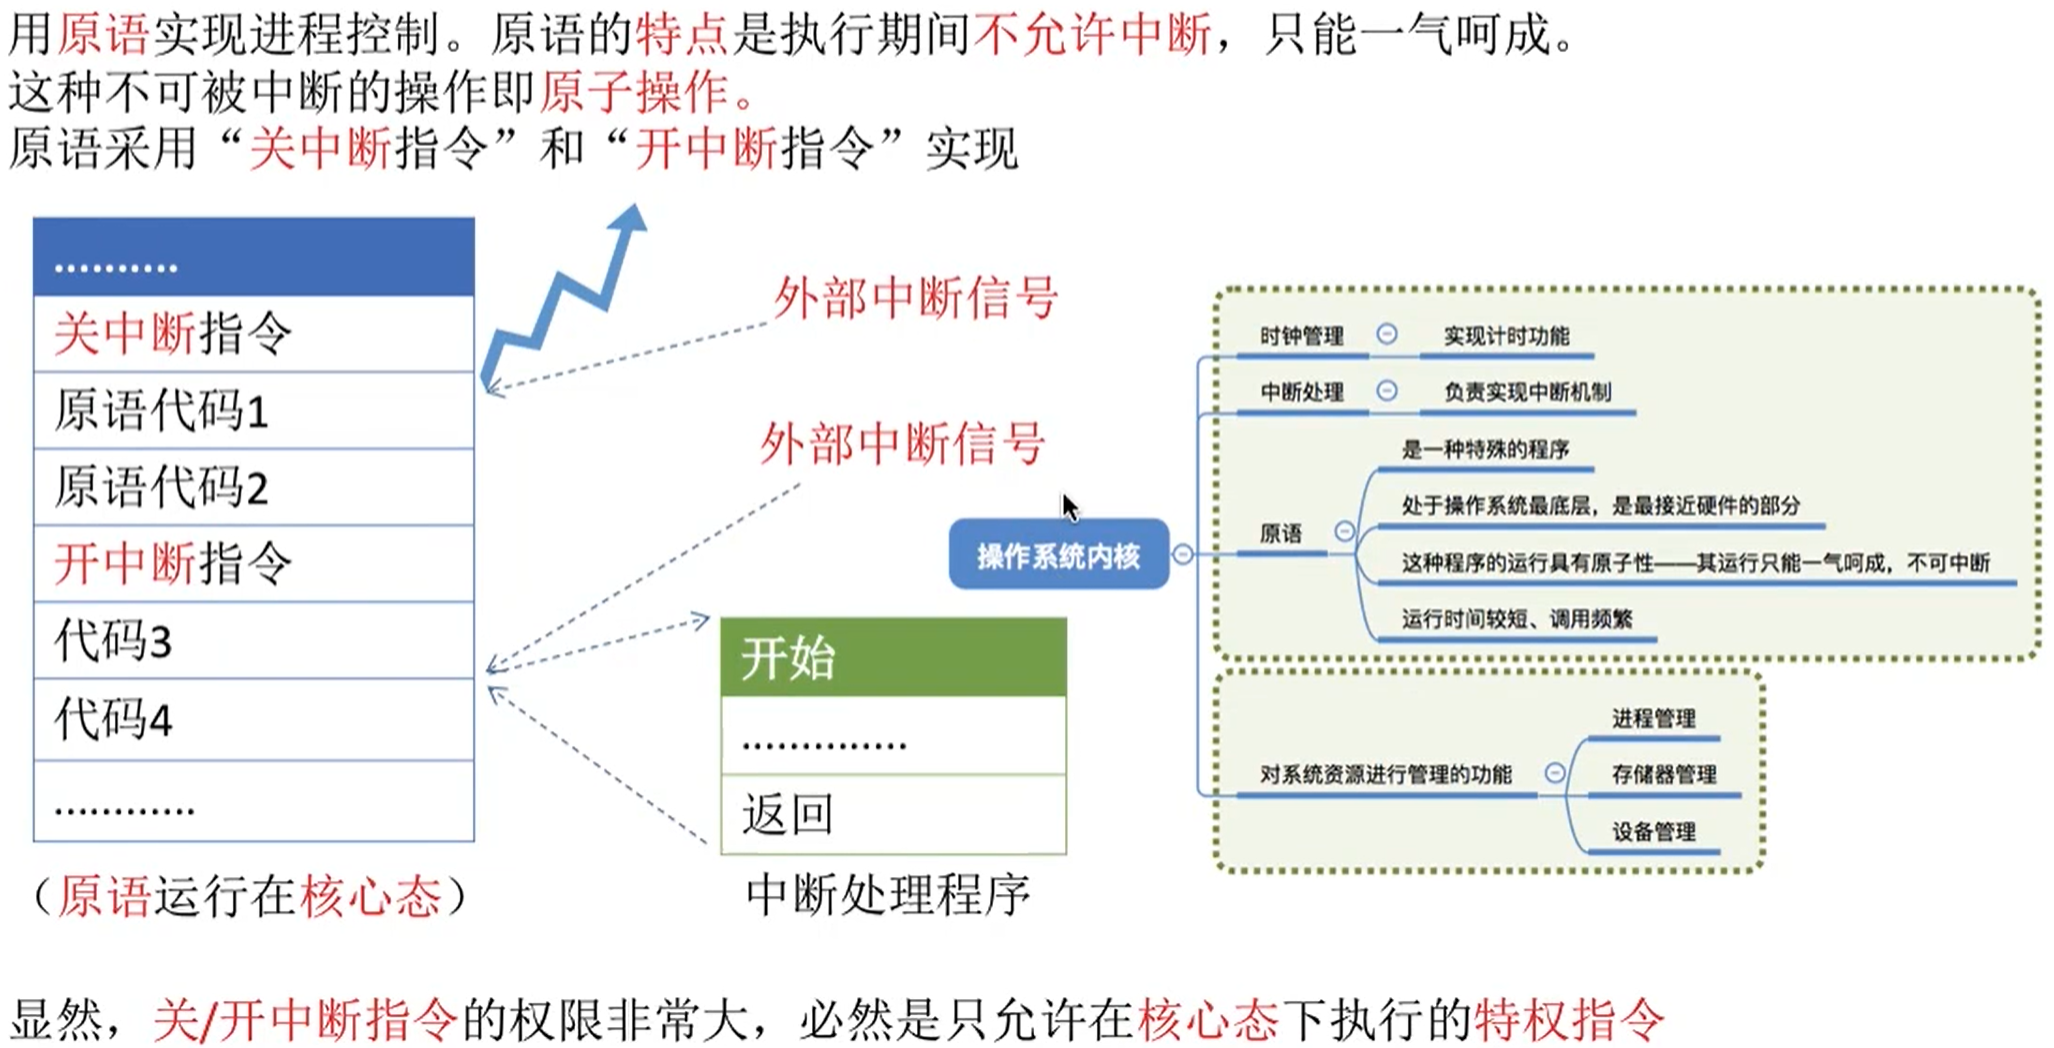 用原语实现进程控制。原语的特点是执行期间不允许中断，只能一气呵成。
这种不可被中断的操作即原子操作。
原语采用“关中断指令”和“开中断指令”实现
..........
关中断指令
原语代码1
原语代码2
开中断指令
代码3
代码4
............
（原语运行在核心态）
外部中断信号
外部中断信号
开始
..............
返回
中断处理程序
操作系统内核
时钟管理
实现计时功能
中断处理
负责实现中断机制
原语
是一种特殊的程序
处于操作系统最底层，是最接近硬件的部分
这种程序的运行具有原子性——其运行只能一气呵成，不可中断
运行时间较短、调用频繁
对系统资源进行管理的功能
进程管理
存储器管理
设备管理
显然，关/开中断指令的权限非常大，必然是只允许在核心态下执行的特权指令